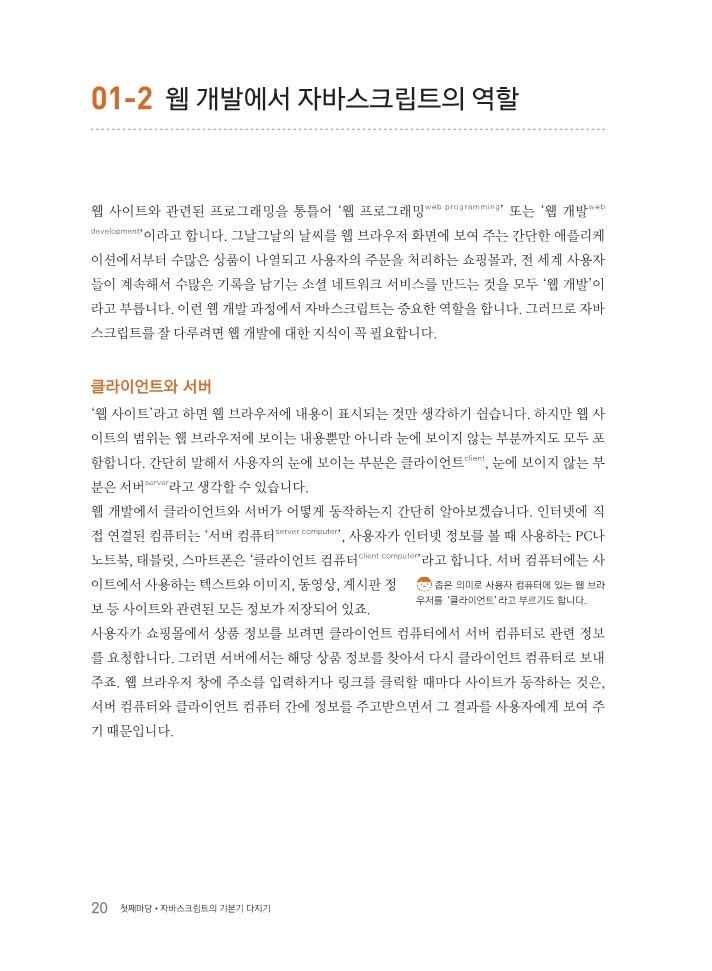 01-2 웹 개발에서 자바스크립트의 역할
웹 사이트와 관련된 프로그래밍을 통틀어 ‘웹 프로그래밍web programming’ 또는 ‘웹 개발web
development’이라고 합니다. 그날그날의 날씨를 웹 브라우저 화면에 보여 주는 간단한 애플리케
이션에서부터 수많은 상품이 나열되고 사용자의 주문을 처리하는 쇼핑몰과, 전 세계 사용자
들이 계속해서 수많은 기록을 남기는 소셜 네트워크 서비스를 만드는 것을 모두 ‘웹 개발’이
라고 부릅니다. 이런 웹 개발 과정에서 자바스크립트는 중요한 역할을 합니다. 그러므로 자바
스크립트를 잘 다루려면 웹 개발에 대한 지식이 꼭 필요합니다.
클라이언트와 서버
‘웹 사이트’라고 하면 웹 브라우저에 내용이 표시되는 것만 생각하기 쉽습니다. 하지만 웹 사
이트의 범위는 웹 브라우저에 보이는 내용뿐만 아니라 눈에 보이지 않는 부분까지도 모두 포
함합니다. 간단히 말해서 사용자의 눈에 보이는 부분은 클라이언트client, 눈에 보이지 않는 부
분은 서버server라고 생각할 수 있습니다.
웹 개발에서 클라이언트와 서버가 어떻게 동작하는지 간단히 알아보겠습니다. 인터넷에 직
접 연결된 컴퓨터는 ‘서버 컴퓨터server computer’, 사용자가 인터넷 정보를 볼 때 사용하는 PC나
노트북, 태블릿, 스마트폰은 ‘클라이언트 컴퓨터client computer’라고 합니다. 서버 컴퓨터에는 사
이트에서 사용하는 텍스트와 이미지, 동영상, 게시판 정
보 등 사이트와 관련된 모든 정보가 저장되어 있죠.
좁은 의미로 사용자 컴퓨터에 있는 웹 브라
우저를 ‘클라이언트’라고 부르기도 합니다.
사용자가 쇼핑몰에서 상품 정보를 보려면 클라이언트 컴퓨터에서 서버 컴퓨터로 관련 정보
를 요청합니다. 그러면 서버에서는 해당 상품 정보를 찾아서 다시 클라이언트 컴퓨터로 보내
주죠. 웹 브라우저 창에 주소를 입력하거나 링크를 클릭할 때마다 사이트가 동작하는 것은,
서버 컴퓨터와 클라이언트 컴퓨터 간에 정보를 주고받으면서 그 결과를 사용자에게 보여 주
기 때문입니다.
20 첫째마당 • 자바스크립트의 기본기 다지기